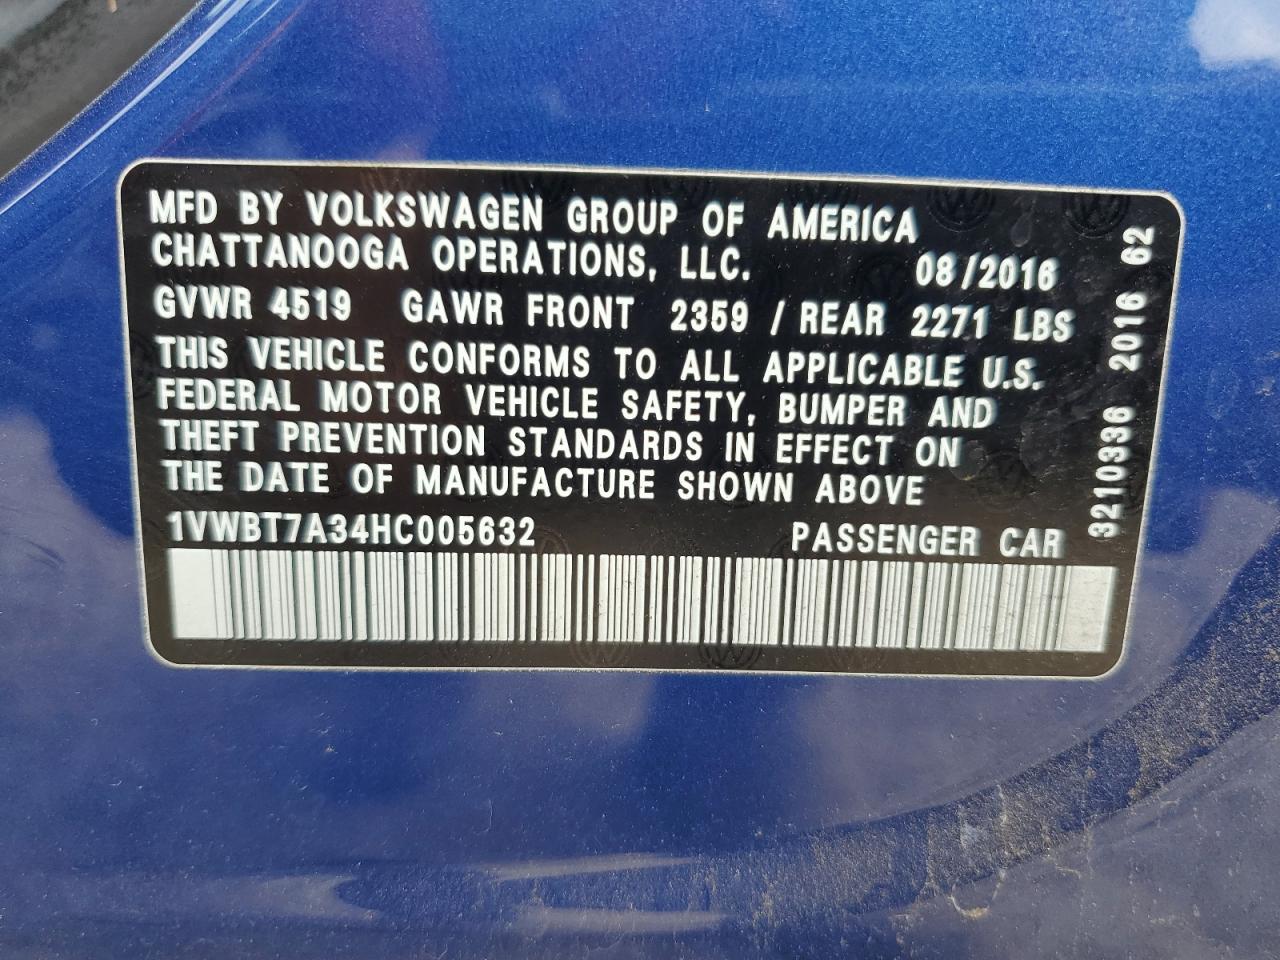 MFD BY VOLKSWAGEN GROUP OF AMERICA
CHATTANOOGA OPERATIONS, LLC. 08/2016
GVWR 4519 GAWR FRONT 2359 / REAR 2271 LBS
THIS VEHICLE CONFORMS TO ALL APPLICABLE U.S.
FEDERAL MOTOR VEHICLE SAFETY, BUMPER AND
THEFT PREVENTION STANDARDS IN EFFECT ON
THE DATE OF MANUFACTURE SHOWN ABOVE
1VWBT7A34HC005632 PASSENGER CAR
3210336 2016 62